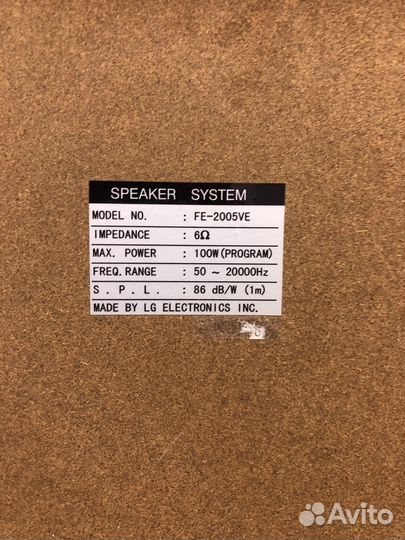 SPEAKER SYSTEM
MODEL NO. : FE-2005VE
IMPEDANCE : 6Ω
MAX. POWER : 100W(PROGRAM)
FREQ.RANGE : 50 ~ 20000Hz
S . P . L . : 86 dB/W (1m)
MADE BY LG ELECTRONICS INC.
Avito